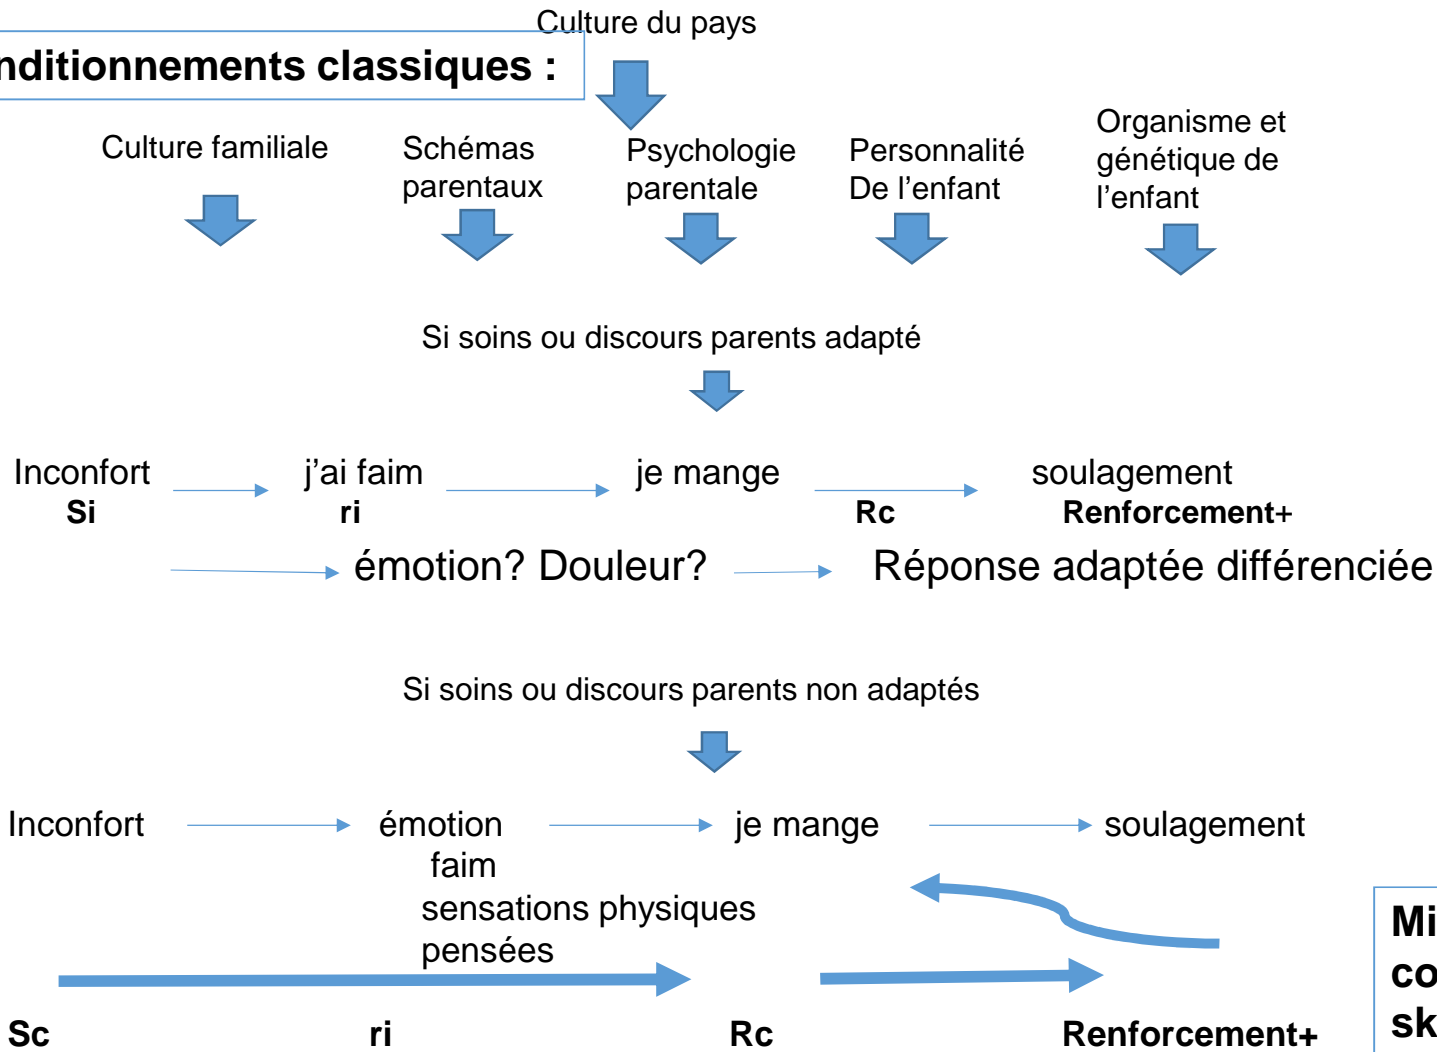 Culture du pays
nditionnements classiques :
Culture familiale
Schémas
parentaux
Psychologie
parentale
Personnalité
De l'enfant
Organisme et
génétique de
l'enfant
Si soins ou discours parents adapté
Inconfort j'ai faim je mange soulagement
Si ri Rc Renforcement+
émotion? Douleur? Réponse adaptée différenciée
Si soins ou discours parents non adaptés
Inconfort émotion je mange soulagement
faim
sensations physiques
pensées
Mi
co
sk
Sc ri Rc Renforcement+